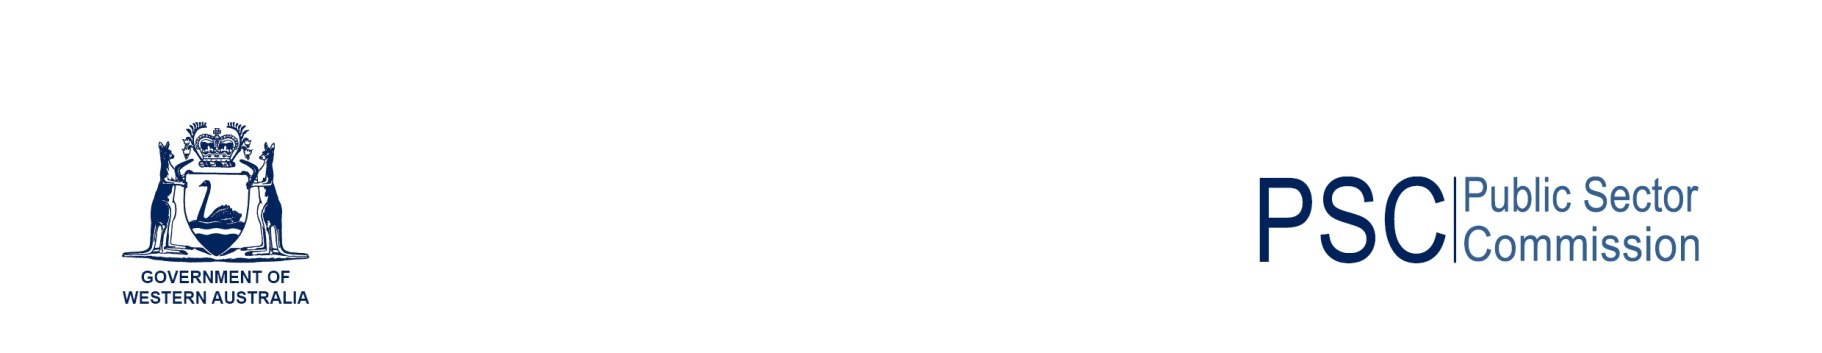 GOVERNMENT OF
WESTERN AUSTRALIA
PSC
Public Sector
Commission